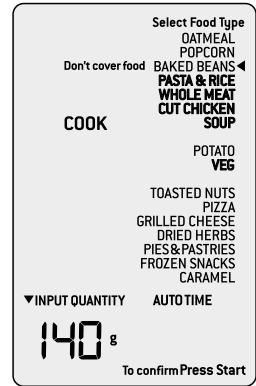 Select Food Type
OATMEAL
POPCORN
Don't cover food BAKED BEANS◀
PASTA & RICE
WHOLE MEAT
CUT CHICKEN
COOK SOUP
POTATO
VEG
TOASTED NUTS
PIZZA
GRILLED CHEESE
DRIED HERBS
PIES&PASTRIES
FROZEN SNACKS
CARAMEL
▼INPUT QUANTITY AUTO TIME
140 g
To confirm Press Start